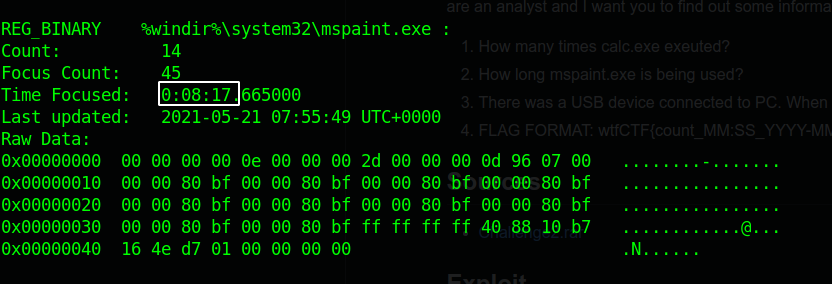 are an analyst and I want you to find out some informa
REG_BINARY %windir%\system32\mspaint.exe :
1. How many times calc.exe exeuted?
Count: 14
2. How long mspaint.exe is being used?
Focus Count: 45
Time Focused: 0:08:17.665000
3. There was a USB device connected to PC. When
Last updated: 2021-05-21 07:55:49 UTC+0000
4. FLAG FORMAT: wtfCTF{count_MM:SS_YYYY-MM
Raw Data:
0x00000000 00 00 00 00 0e 00 00 00 2d 00 00 00 0d 96 07 00 ........-.......
0x00000010 00 00 80 bf 00 00 80 bf 00 00 80 bf 00 00 80 bf ................
0x00000020 00 00 80 bf 00 00 80 bf 00 00 80 bf 00 00 80 bf ................
0x00000030 00 00 80 bf 00 00 80 bf ff ff ff ff 40 88 10 b7 ............@...
0x00000040 16 4e d7 01 00 00 00 00 .N......
Exploit